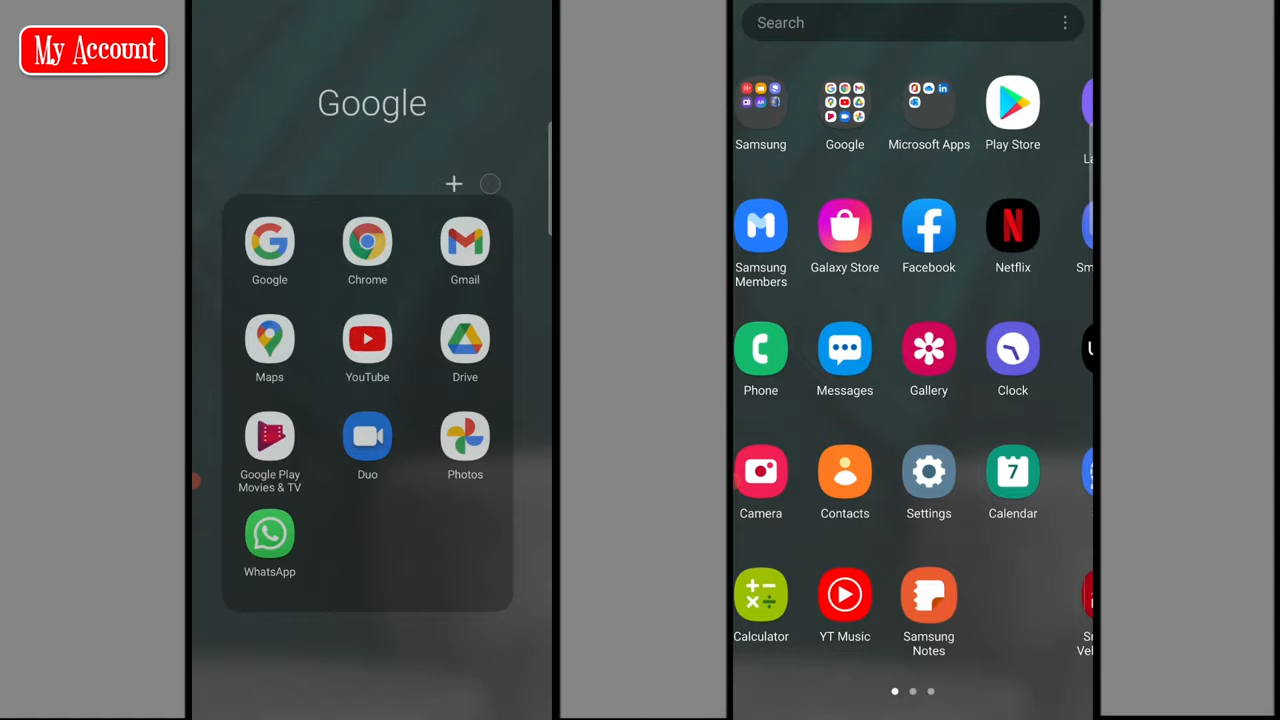 My Account
Google
Google Chrome Gmail
Maps YouTube Drive
Google Play
Movies & TV
Duo Photos
WhatsApp
Search
Samsung Google Microsoft Apps Play Store
Samsung
Members
Galaxy Store Facebook Netflix
Phone Messages Gallery Clock
Camera Contacts Settings Calendar
7
Calculator YT Music
Samsung
Notes